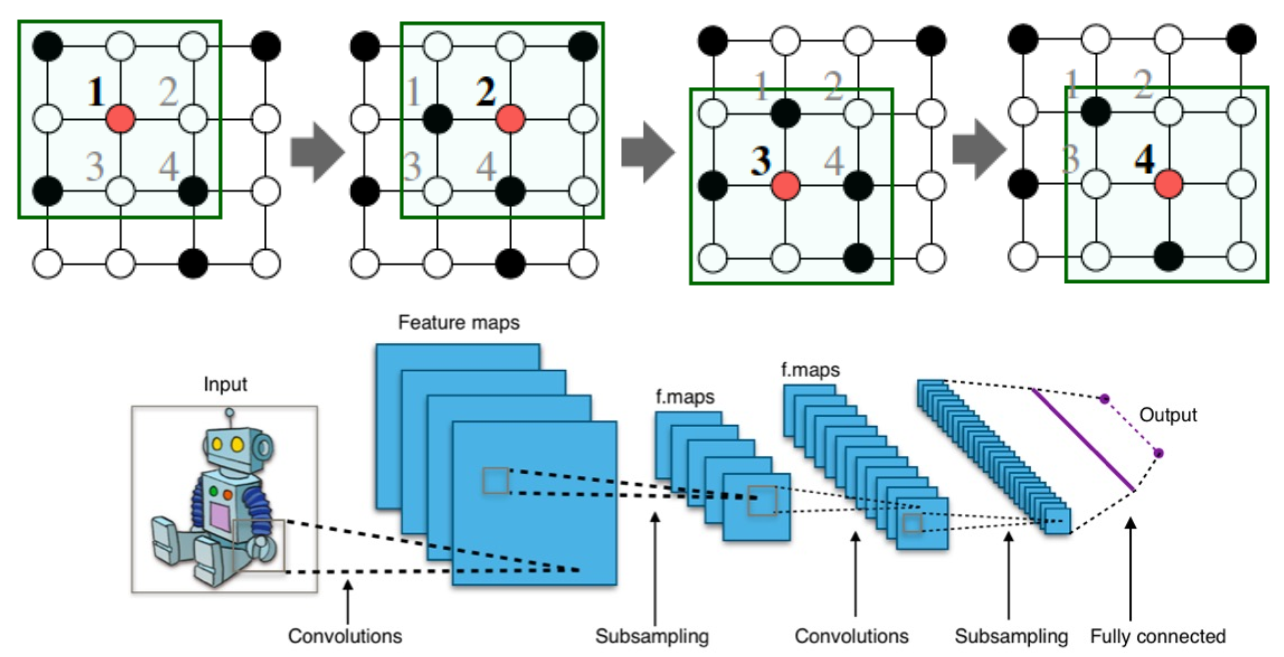 1 2
3 4
1 2
3 4
1 2
3 4
1 2
3 4
Feature maps
Input
f.maps
f.maps
Output
Convolutions
Subsampling
Convolutions
Subsampling
Fully connected